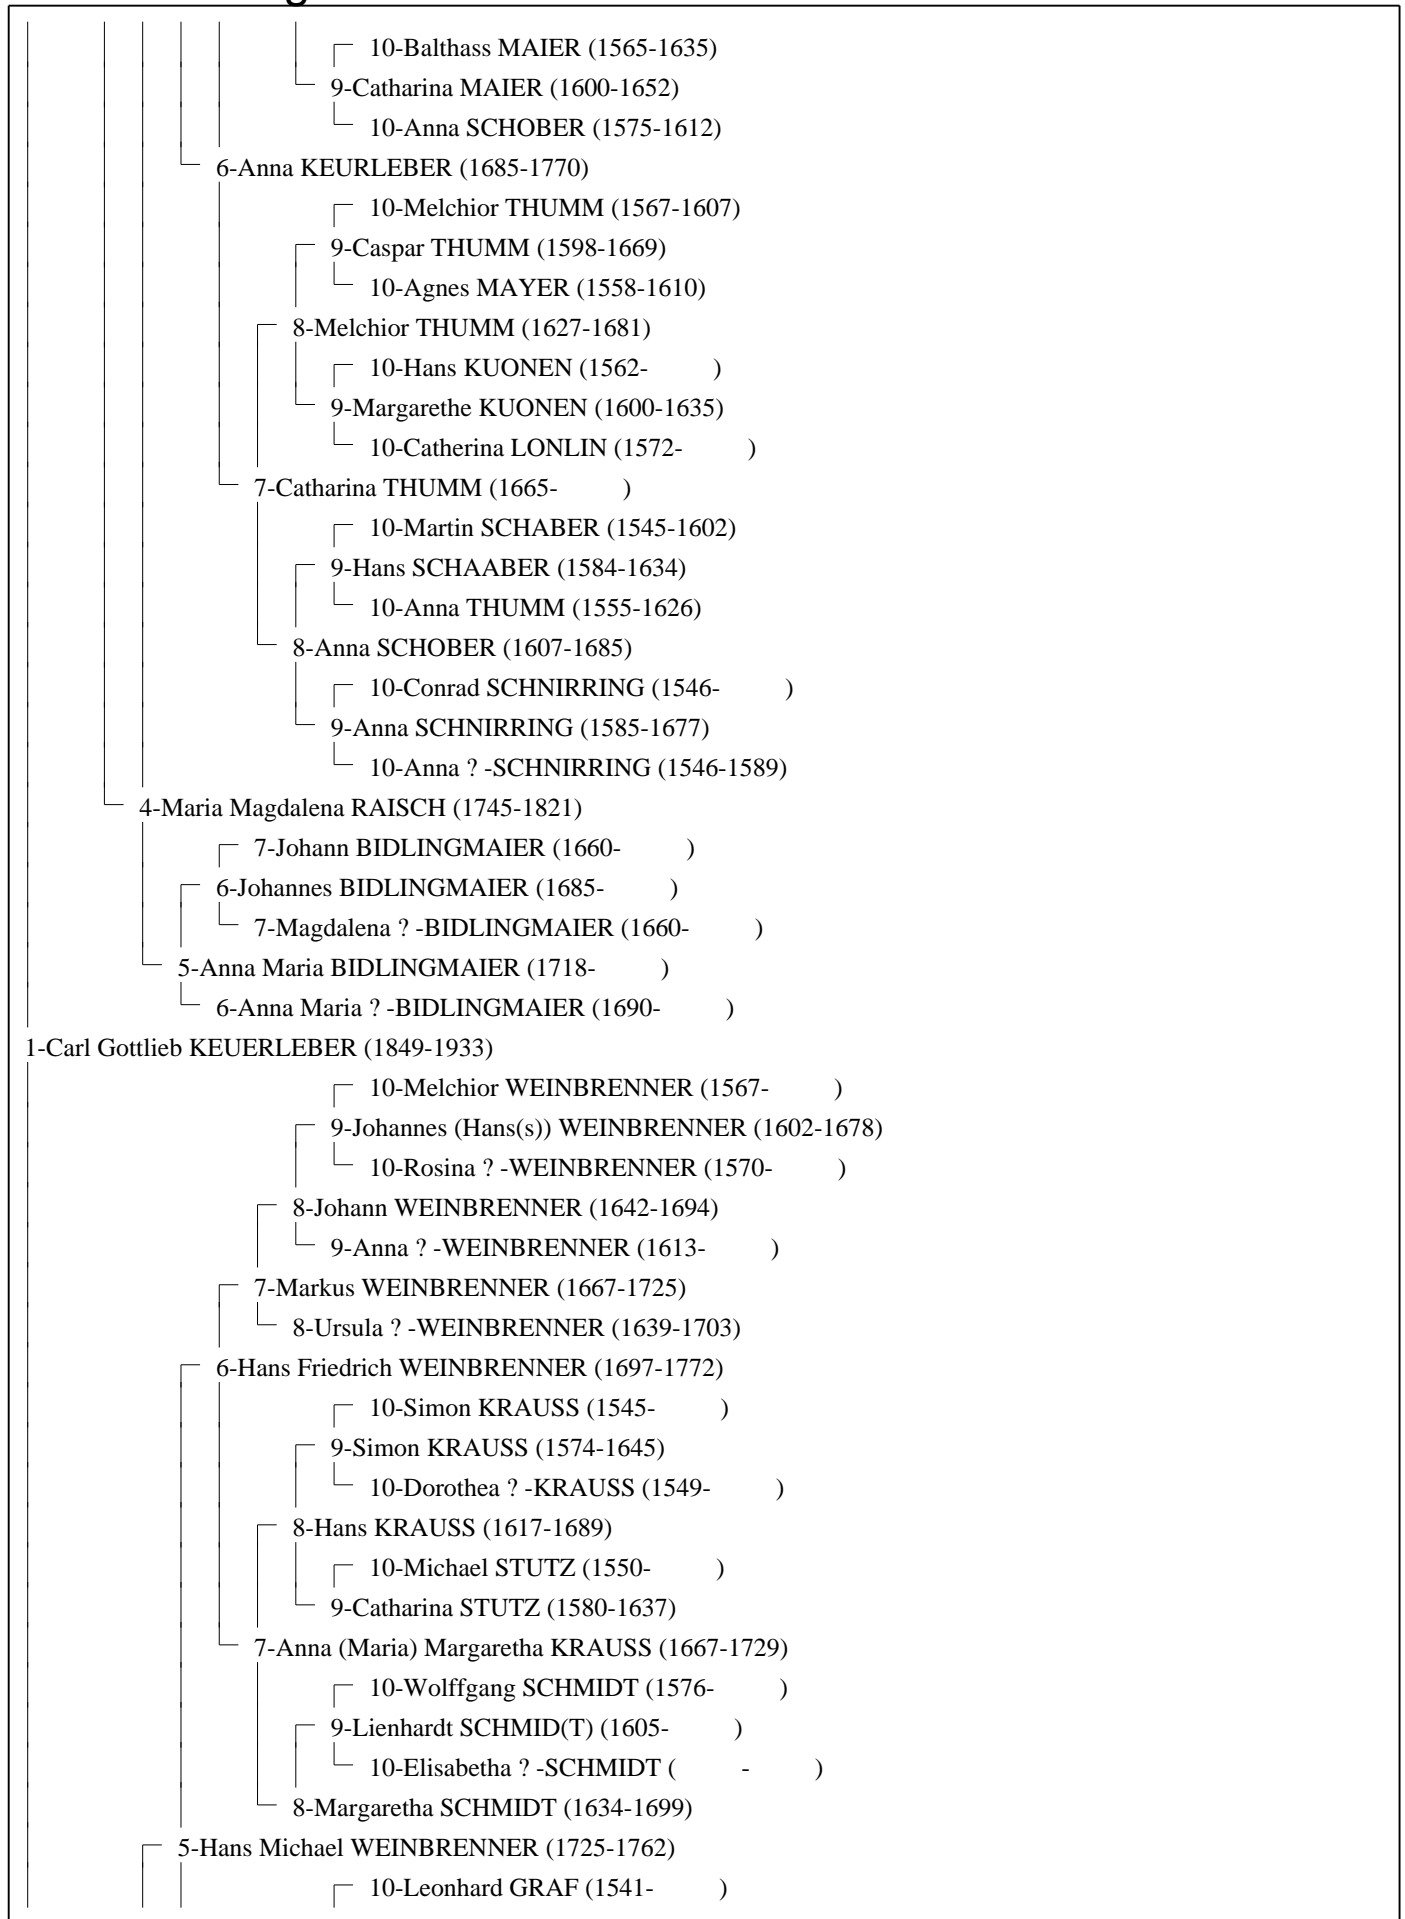 10-Balthass MAIER (1565-1635)
9-Catharina MAIER (1600-1652)
10-Anna SCHOBER (1575-1612)
6-Anna KEURLEBER (1685-1770)
10-Melchior THUMM (1567-1607)
9-Caspar THUMM (1598-1669)
10-Agnes MAYER (1558-1610)
8-Melchior THUMM (1627-1681)
10-Hans KUONEN (1562- )
9-Margarethe KUONEN (1600-1635)
10-Catherina LONLIN (1572- )
7-Catharina THUMM (1665- )
10-Martin SCHABER (1545-1602)
9-Hans SCHAABER (1584-1634)
10-Anna THUMM (1555-1626)
8-Anna SCHOBER (1607-1685)
10-Conrad SCHNIRRING (1546- )
9-Anna SCHNIRRING (1585-1677)
10-Anna ? -SCHNIRRING (1546-1589)
4-Maria Magdalena RAISCH (1745-1821)
7-Johann BIDLINGMAIER (1660- )
6-Johannes BIDLINGMAIER (1685- )
7-Magdalena ? -BIDLINGMAIER (1660- )
5-Anna Maria BIDLINGMAIER (1718- )
6-Anna Maria ? -BIDLINGMAIER (1690- )
1-Carl Gottlieb KEUERLEBER (1849-1933)
10-Melchior WEINBRENNER (1567- )
9-Johannes (Hans(s)) WEINBRENNER (1602-1678)
10-Rosina ? -WEINBRENNER (1570- )
8-Johann WEINBRENNER (1642-1694)
9-Anna ? -WEINBRENNER (1613- )
7-Markus WEINBRENNER (1667-1725)
8-Ursula ? -WEINBRENNER (1639-1703)
6-Hans Friedrich WEINBRENNER (1697-1772)
10-Simon KRAUSS (1545- )
9-Simon KRAUSS (1574-1645)
10-Dorothea ? -KRAUSS (1549- )
8-Hans KRAUSS (1617-1689)
10-Michael STUTZ (1550- )
9-Catharina STUTZ (1580-1637)
7-Anna (Maria) Margaretha KRAUSS (1667-1729)
10-Wolffgang SCHMIDT (1576- )
9-Lienhardt SCHMID(T) (1605- )
10-Elisabetha ? -SCHMIDT ( - )
8-Margaretha SCHMIDT (1634-1699)
5-Hans Michael WEINBRENNER (1725-1762)
10-Leonhard GRAF (1541- )